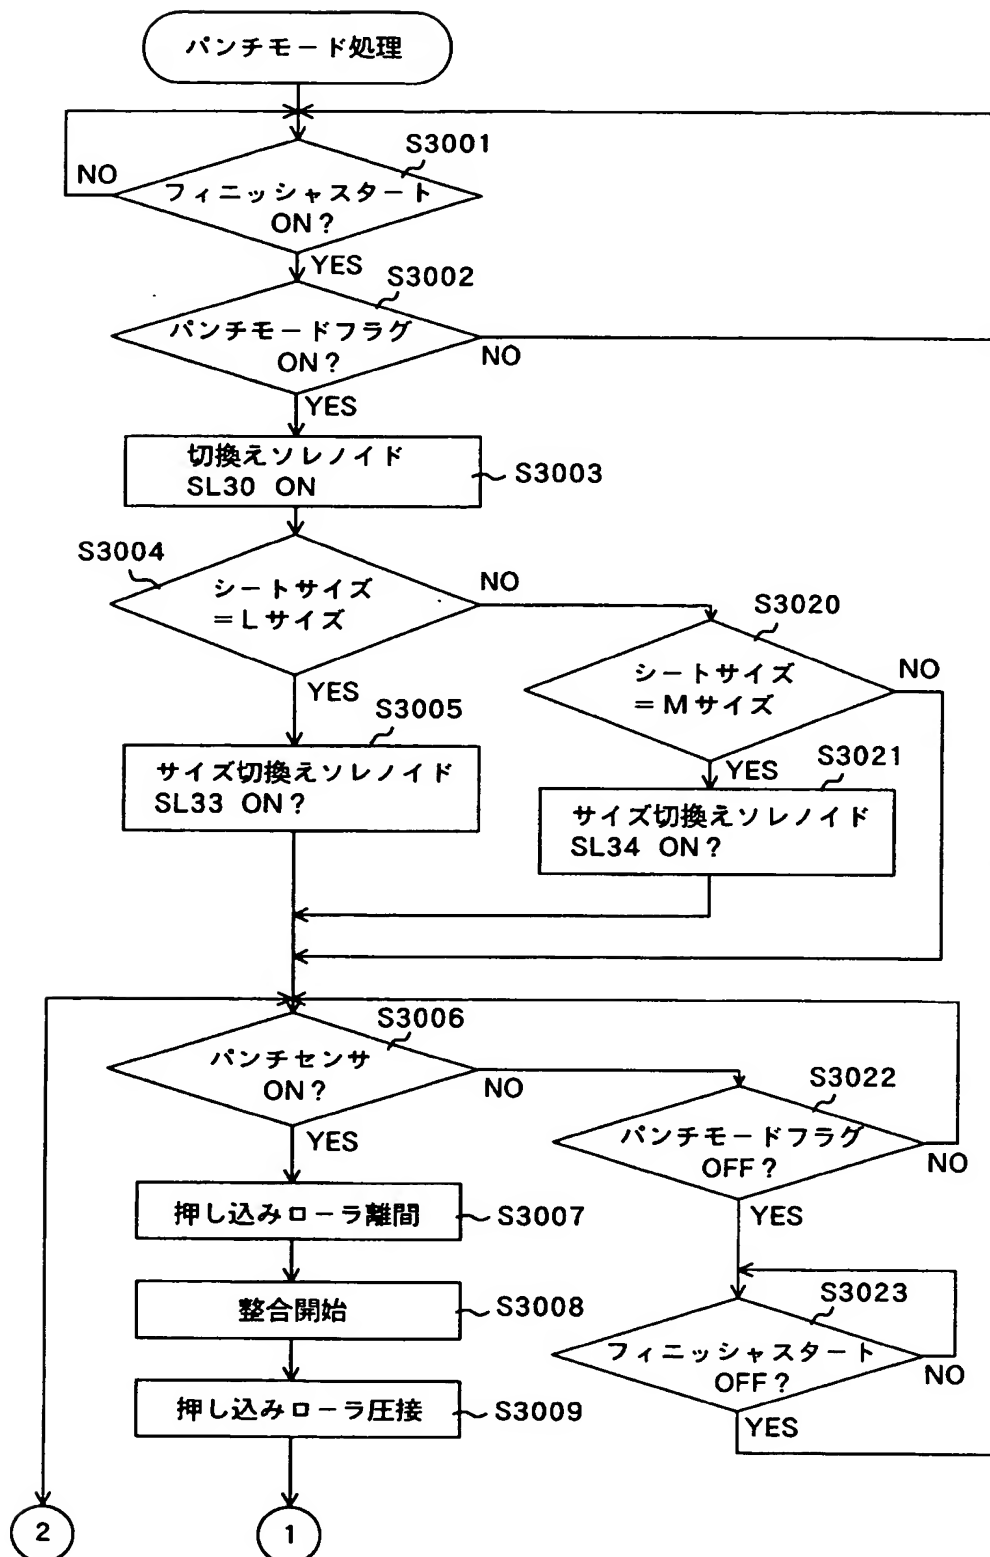 パンチモード処理
S3001
NO
フィニッシャスタート
ON?
YES
S3002
パンチモードフラグ
ON?
NO
YES
切換えソレノイド
SL30 ON
S3003
S3004
シートサイズ
=Lサイズ
NO
S3020
シートサイズ
=Mサイズ
NO
YES
S3005
サイズ切換えソレノイド
SL33 ON?
YES
S3021
サイズ切換えソレノイド
SL34 ON?
S3006
パンチセンサ
ON?
NO
S3022
パンチモードフラグ
OFF?
NO
YES
押し込みローラ離間
S3007
YES
整合開始
S3008
S3023
フィニッシャスタート
OFF?
NO
押し込みローラ圧接
S3009
YES
2
1